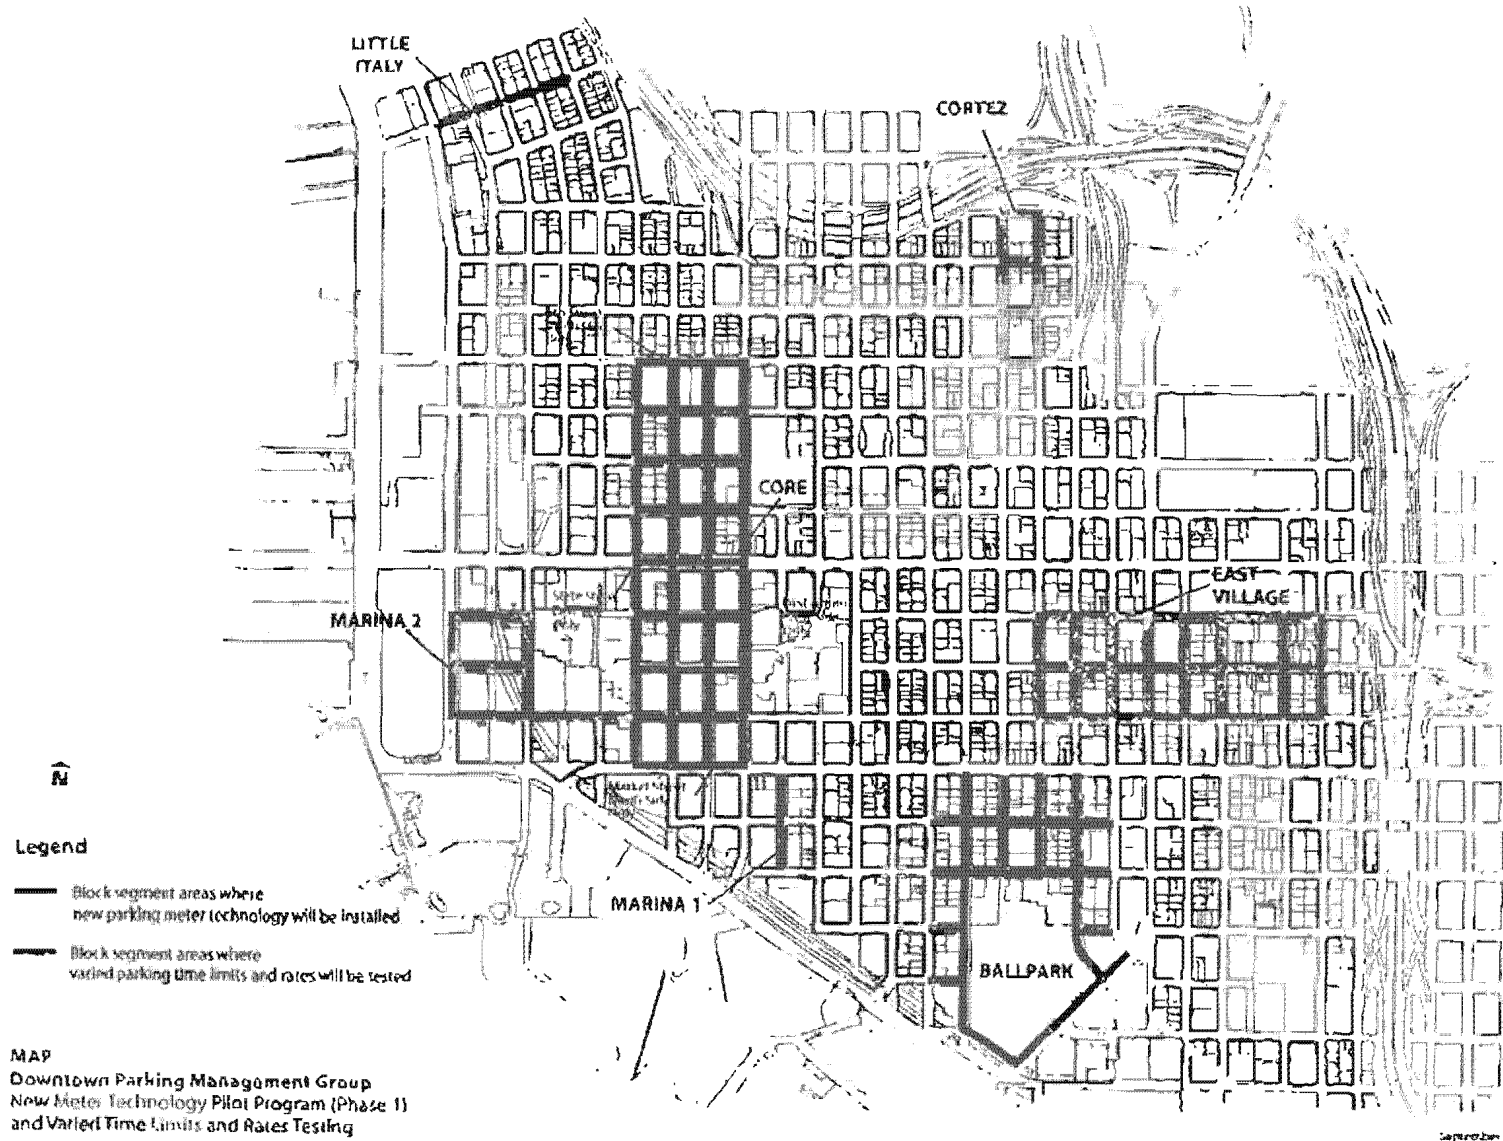 LITTLE
ITALY
CORTEZ
CORE
EAST
VILLAGE
MARINA 2
MARINA 1
BALLPARK
N
Legend
Block segment areas where
new parking meter technology will be installed
Block segment areas where
varied parking time limits and rates will be tested
MAP
Downtown Parking Management Group
New Meter Technology Pilot Program (Phase 1)
and Varied Time Limits and Rates Testing